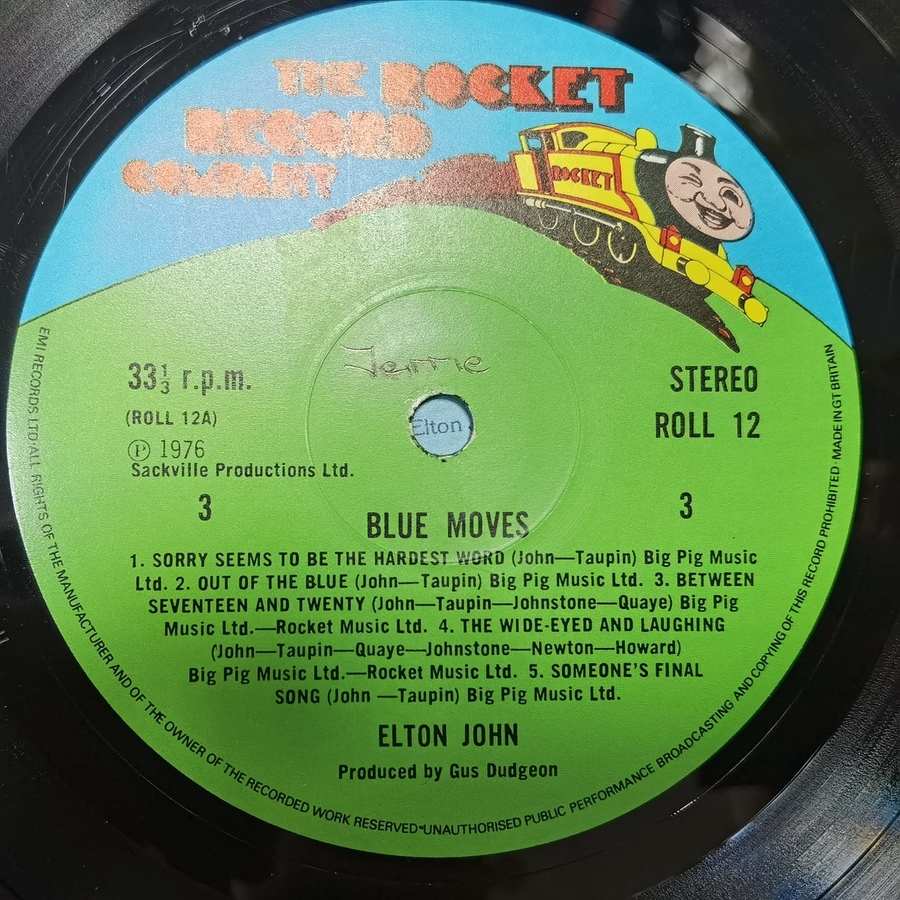 THE ROCKET
RECORD
COMPANY
ROCKET
33⅓ r.p.m.
(ROLL 12A)
Ⓟ 1976
Sackville Productions Ltd.
3
STEREO
ROLL 12
3
Elton
BLUE MOVES
1. SORRY SEEMS TO BE THE HARDEST WORD (John—Taupin) Big Pig Music
Ltd. 2. OUT OF THE BLUE (John—Taupin) Big Pig Music Ltd. 3. BETWEEN
SEVENTEEN AND TWENTY (John—Taupin—Johnstone—Quaye) Big Pig
Music Ltd.—Rocket Music Ltd. 4. THE WIDE-EYED AND LAUGHING
(John—Taupin—Quaye—Johnstone—Newton—Howard)
Big Pig Music Ltd.—Rocket Music Ltd. 5. SOMEONE'S FINAL
SONG (John —Taupin) Big Pig Music Ltd.
ELTON JOHN
Produced by Gus Dudgeon
EMI RECORDS LTD·ALL RIGHTS OF THE MANUFACTURER AND OF THE OWNER OF THE RECORDED WORK RESERVED·UNAUTHORISED PUBLIC PERFORMANCE BROADCASTING AND COPYING OF THIS RECORD PROHIBITED·MADE IN GT BRITAIN